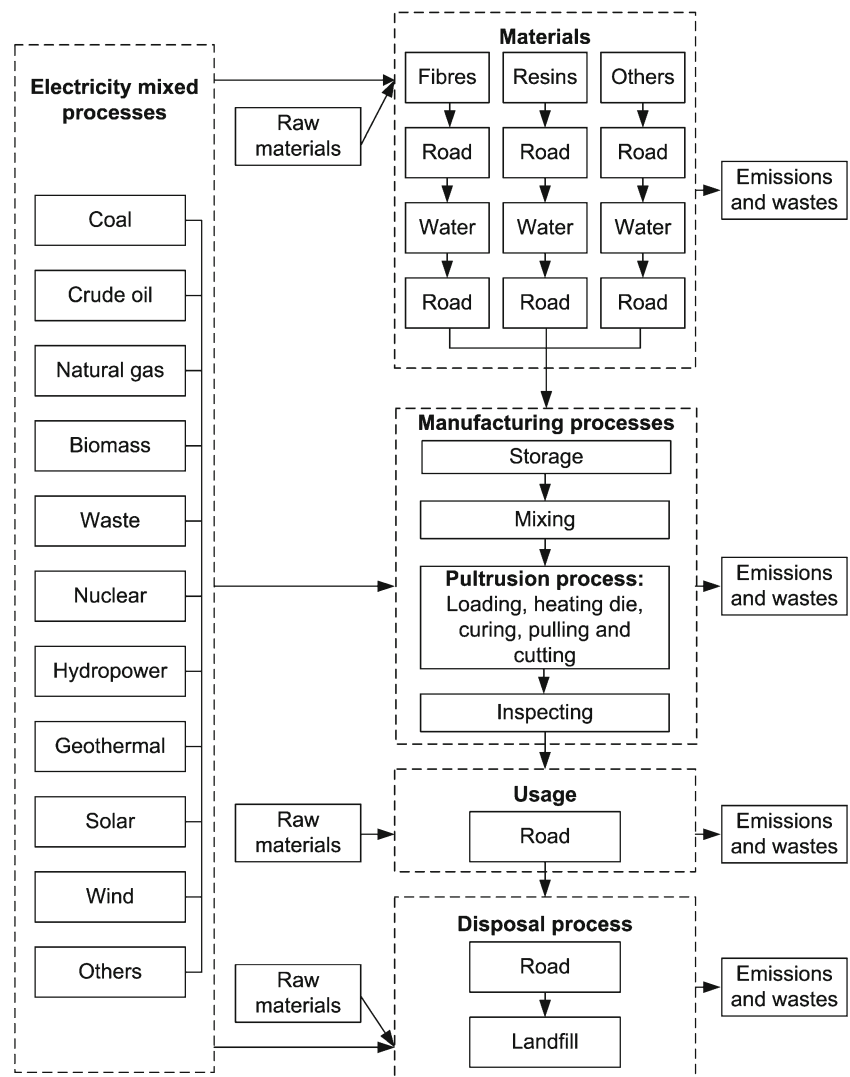 Electricity mixed
processes
Coal
Crude oil
Natural gas
Biomass
Waste
Nuclear
Hydropower
Geothermal
Solar
Wind
Others
Raw
materials
Materials
Fibres
Resins
Others
Road
Road
Road
Water
Water
Water
Road
Road
Road
Emissions
and wastes
Manufacturing processes
Storage
Mixing
Pultrusion process:
Loading, heating die,
curing, pulling and
cutting
Inspecting
Emissions
and wastes
Raw
materials
Usage
Road
Emissions
and wastes
Raw
materials
Disposal process
Road
Landfill
Emissions
and wastes